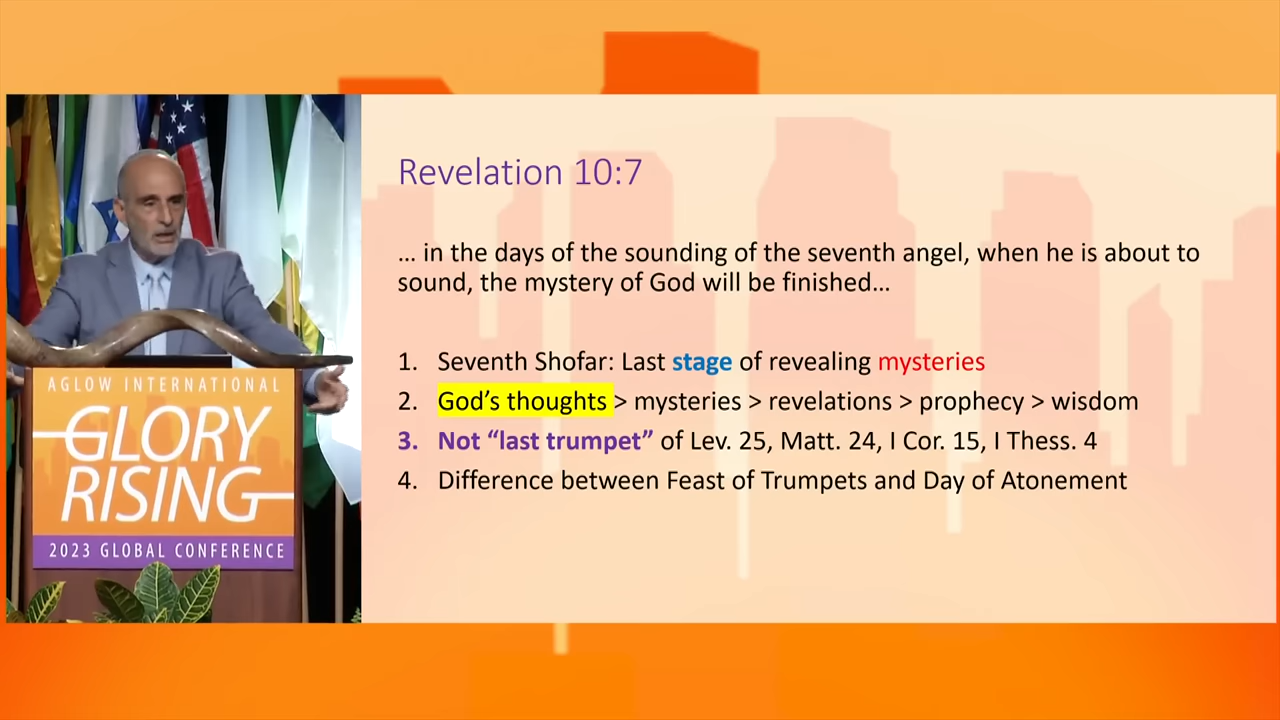 AGLOW INTERNATIONAL
GLORY
RISING
2023 GLOBAL CONFERENCE
Revelation 10:7
… in the days of the sounding of the seventh angel, when he is about to
sound, the mystery of God will be finished…
1. Seventh Shofar: Last stage of revealing mysteries
2. God’s thoughts > mysteries > revelations > prophecy > wisdom
3. Not “last trumpet” of Lev. 25, Matt. 24, I Cor. 15, I Thess. 4
4. Difference between Feast of Trumpets and Day of Atonement